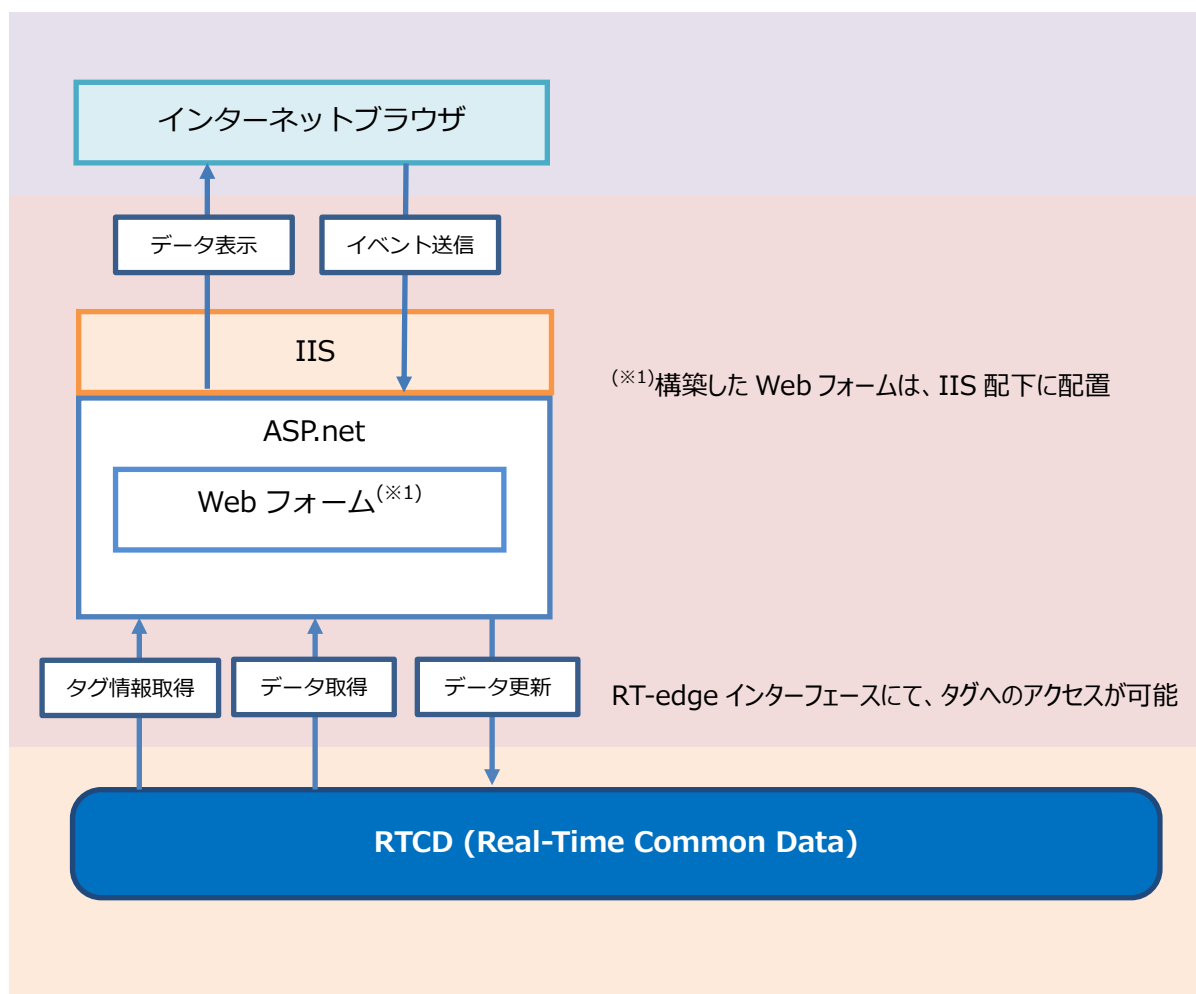 インターネットブラウザ
データ表示
イベント送信
IIS
(※1)構築した Web フォームは、IIS 配下に配置
ASP.net
Web フォーム(※1)
タグ情報取得
データ取得
データ更新
RT-edge インターフェースにて、タグへのアクセスが可能
RTCD (Real-Time Common Data)